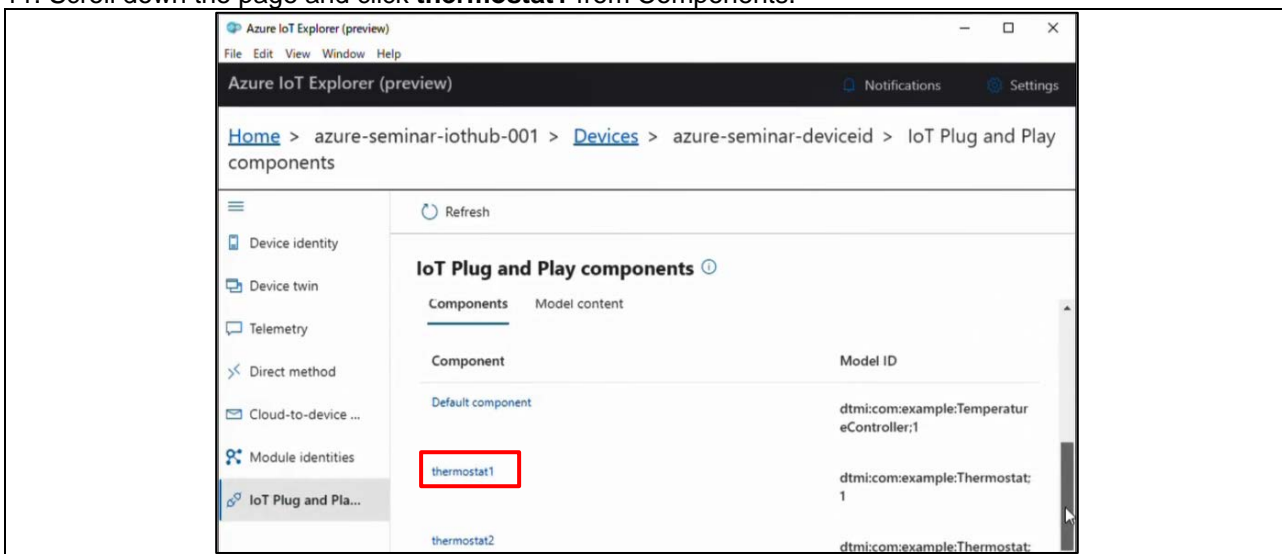 11. Scroll down the page and click thermostat1 from Components.
Azure IoT Explorer (preview)
File Edit View Window Help
Azure IoT Explorer (preview)
Notifications
Settings
Home > azure-seminar-iothub-001 > Devices > azure-seminar-deviceid > IoT Plug and Play
components
Refresh
Device identity
Device twin
Telemetry
Direct method
Cloud-to-device ...
Module identities
IoT Plug and Pla...
IoT Plug and Play components
Components
Model content
Component
Model ID
Default component
dtmi:com:example:Temperatur
eController;1
thermostat1
dtmi:com:example:Thermostat;
1
thermostat2
dtmi:com:example:Thermostat;